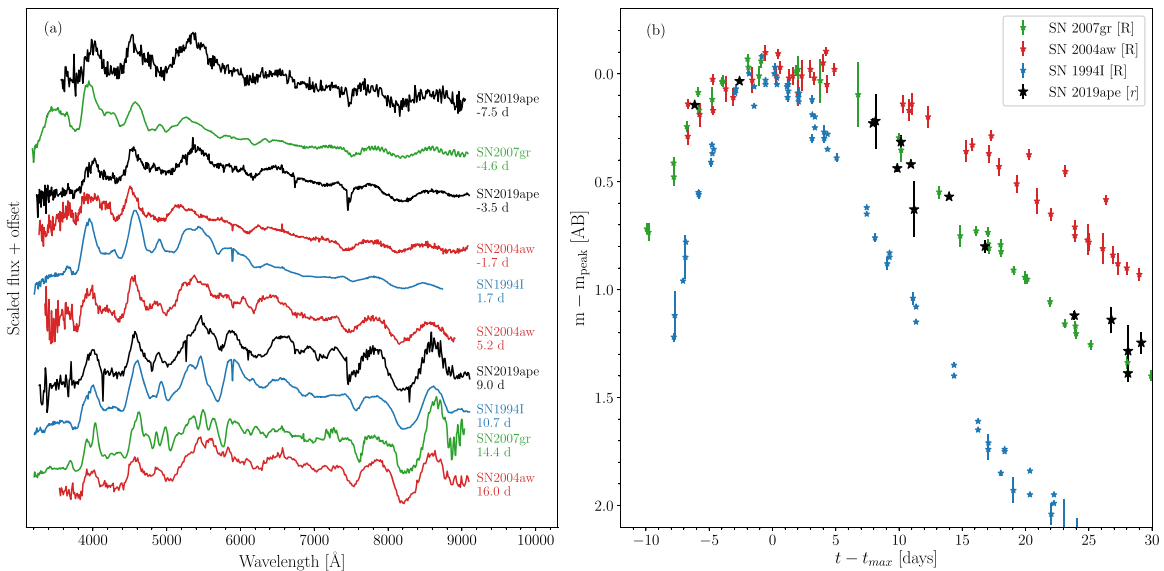 (a)
SN2019ape
-7.5 d
SN2007gr
-4.6 d
SN2019ape
-3.5 d
SN2004aw
-1.7 d
SN1994I
1.7 d
SN2004aw
5.2 d
SN2019ape
9.0 d
SN1994I
10.7 d
SN2007gr
14.4 d
SN2004aw
16.0 d
Scaled flux + offset
4000 5000 6000 7000 8000 9000 10000
Wavelength [Å]
(b)
SN 2007gr [R]
SN 2004aw [R]
SN 1994I [R]
SN 2019ape [r]
m − mpeak [AB]
0.0
0.5
1.0
1.5
2.0
−10 −5 0 5 10 15 20 25 30
t − tmax [days]